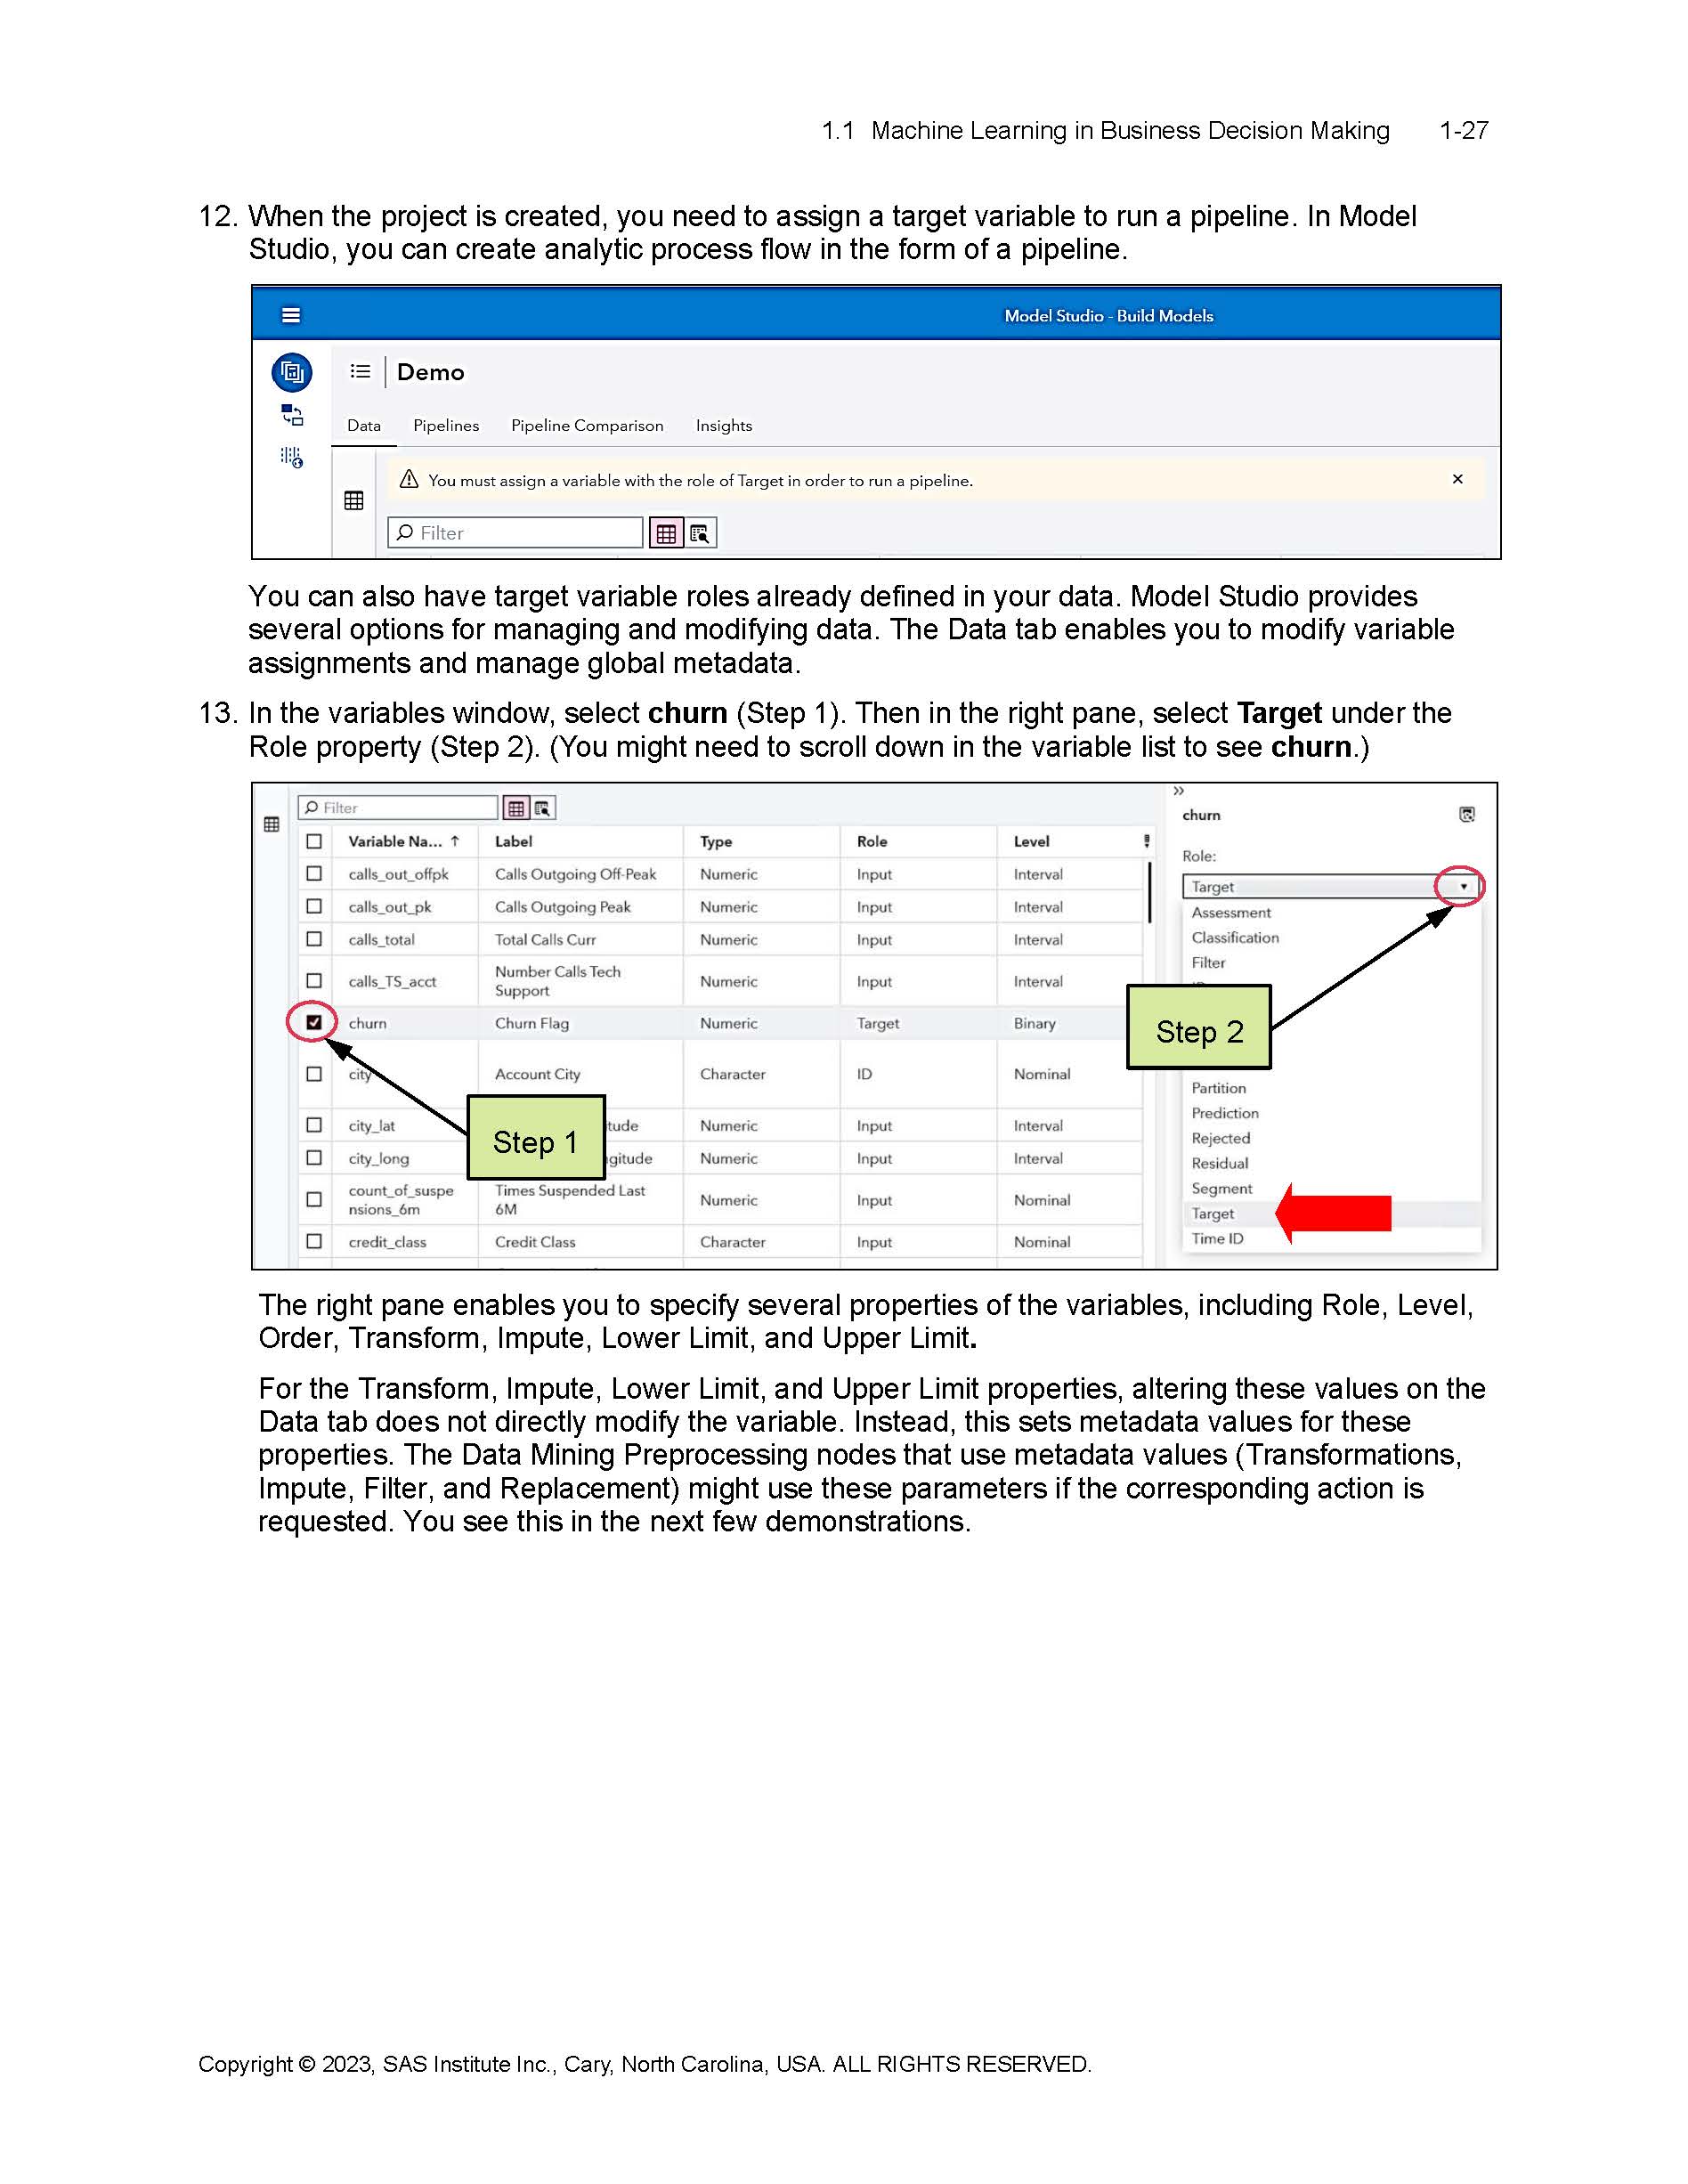 1.1 Machine Learning in Business Decision Making 1-27
12. When the project is created, you need to assign a target variable to run a pipeline. In Model
Studio, you can create analytic process flow in the form of a pipeline.
Model Studio - Build Models
Demo
Data Pipelines Pipeline Comparison Insights
You must assign a variable with the role of Target in order to run a pipeline.
Filter
You can also have target variable roles already defined in your data. Model Studio provides
several options for managing and modifying data. The Data tab enables you to modify variable
assignments and manage global metadata.
13. In the variables window, select churn (Step 1). Then in the right pane, select Target under the
Role property (Step 2). (You might need to scroll down in the variable list to see churn.)
Filter
Variable Na... ↑ Label Type Role Level
calls_out_offpk Calls Outgoing Off-Peak Numeric Input Interval
calls_out_pk Calls Outgoing Peak Numeric Input Interval
calls_total Total Calls Curr Numeric Input Interval
calls_TS_acct Number Calls Tech Support Numeric Input Interval
churn Churn Flag Numeric Target Binary
city Account City Character ID Nominal
city_lat tude Numeric Input Interval
city_long gitude Numeric Input Interval
count_of_suspe
nsions_6m Times Suspended Last
6M Numeric Input Nominal
credit_class Credit Class Character Input Nominal
Step 1
churn
Role:
Target
Assessment
Classification
Filter
Step 2
Partition
Prediction
Rejected
Residual
Segment
Target
Time ID
The right pane enables you to specify several properties of the variables, including Role, Level,
Order, Transform, Impute, Lower Limit, and Upper Limit.
For the Transform, Impute, Lower Limit, and Upper Limit properties, altering these values on the
Data tab does not directly modify the variable. Instead, this sets metadata values for these
properties. The Data Mining Preprocessing nodes that use metadata values (Transformations,
Impute, Filter, and Replacement) might use these parameters if the corresponding action is
requested. You see this in the next few demonstrations.
Copyright © 2023, SAS Institute Inc., Cary, North Carolina, USA. ALL RIGHTS RESERVED.